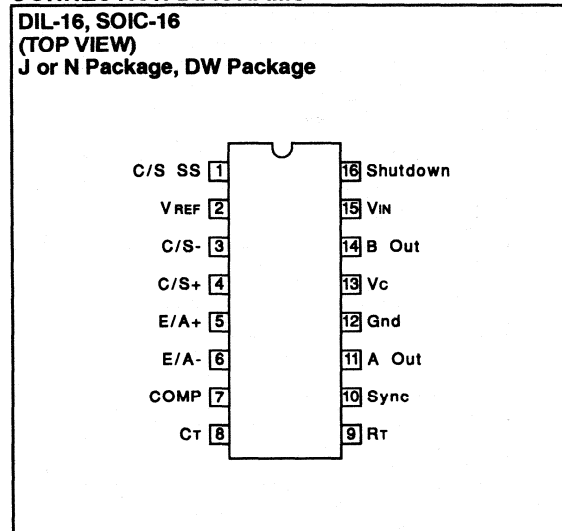 DIL-16, SOIC-16
(TOP VIEW)
J or N Package, DW Package
C/S SS 1 16 Shutdown
VREF 2 15 VIN
C/S- 3 14 B Out
C/S+ 4 13 Vc
E/A+ 5 12 Gnd
E/A- 6 11 A Out
COMP 7 10 Sync
CT 8 9 RT